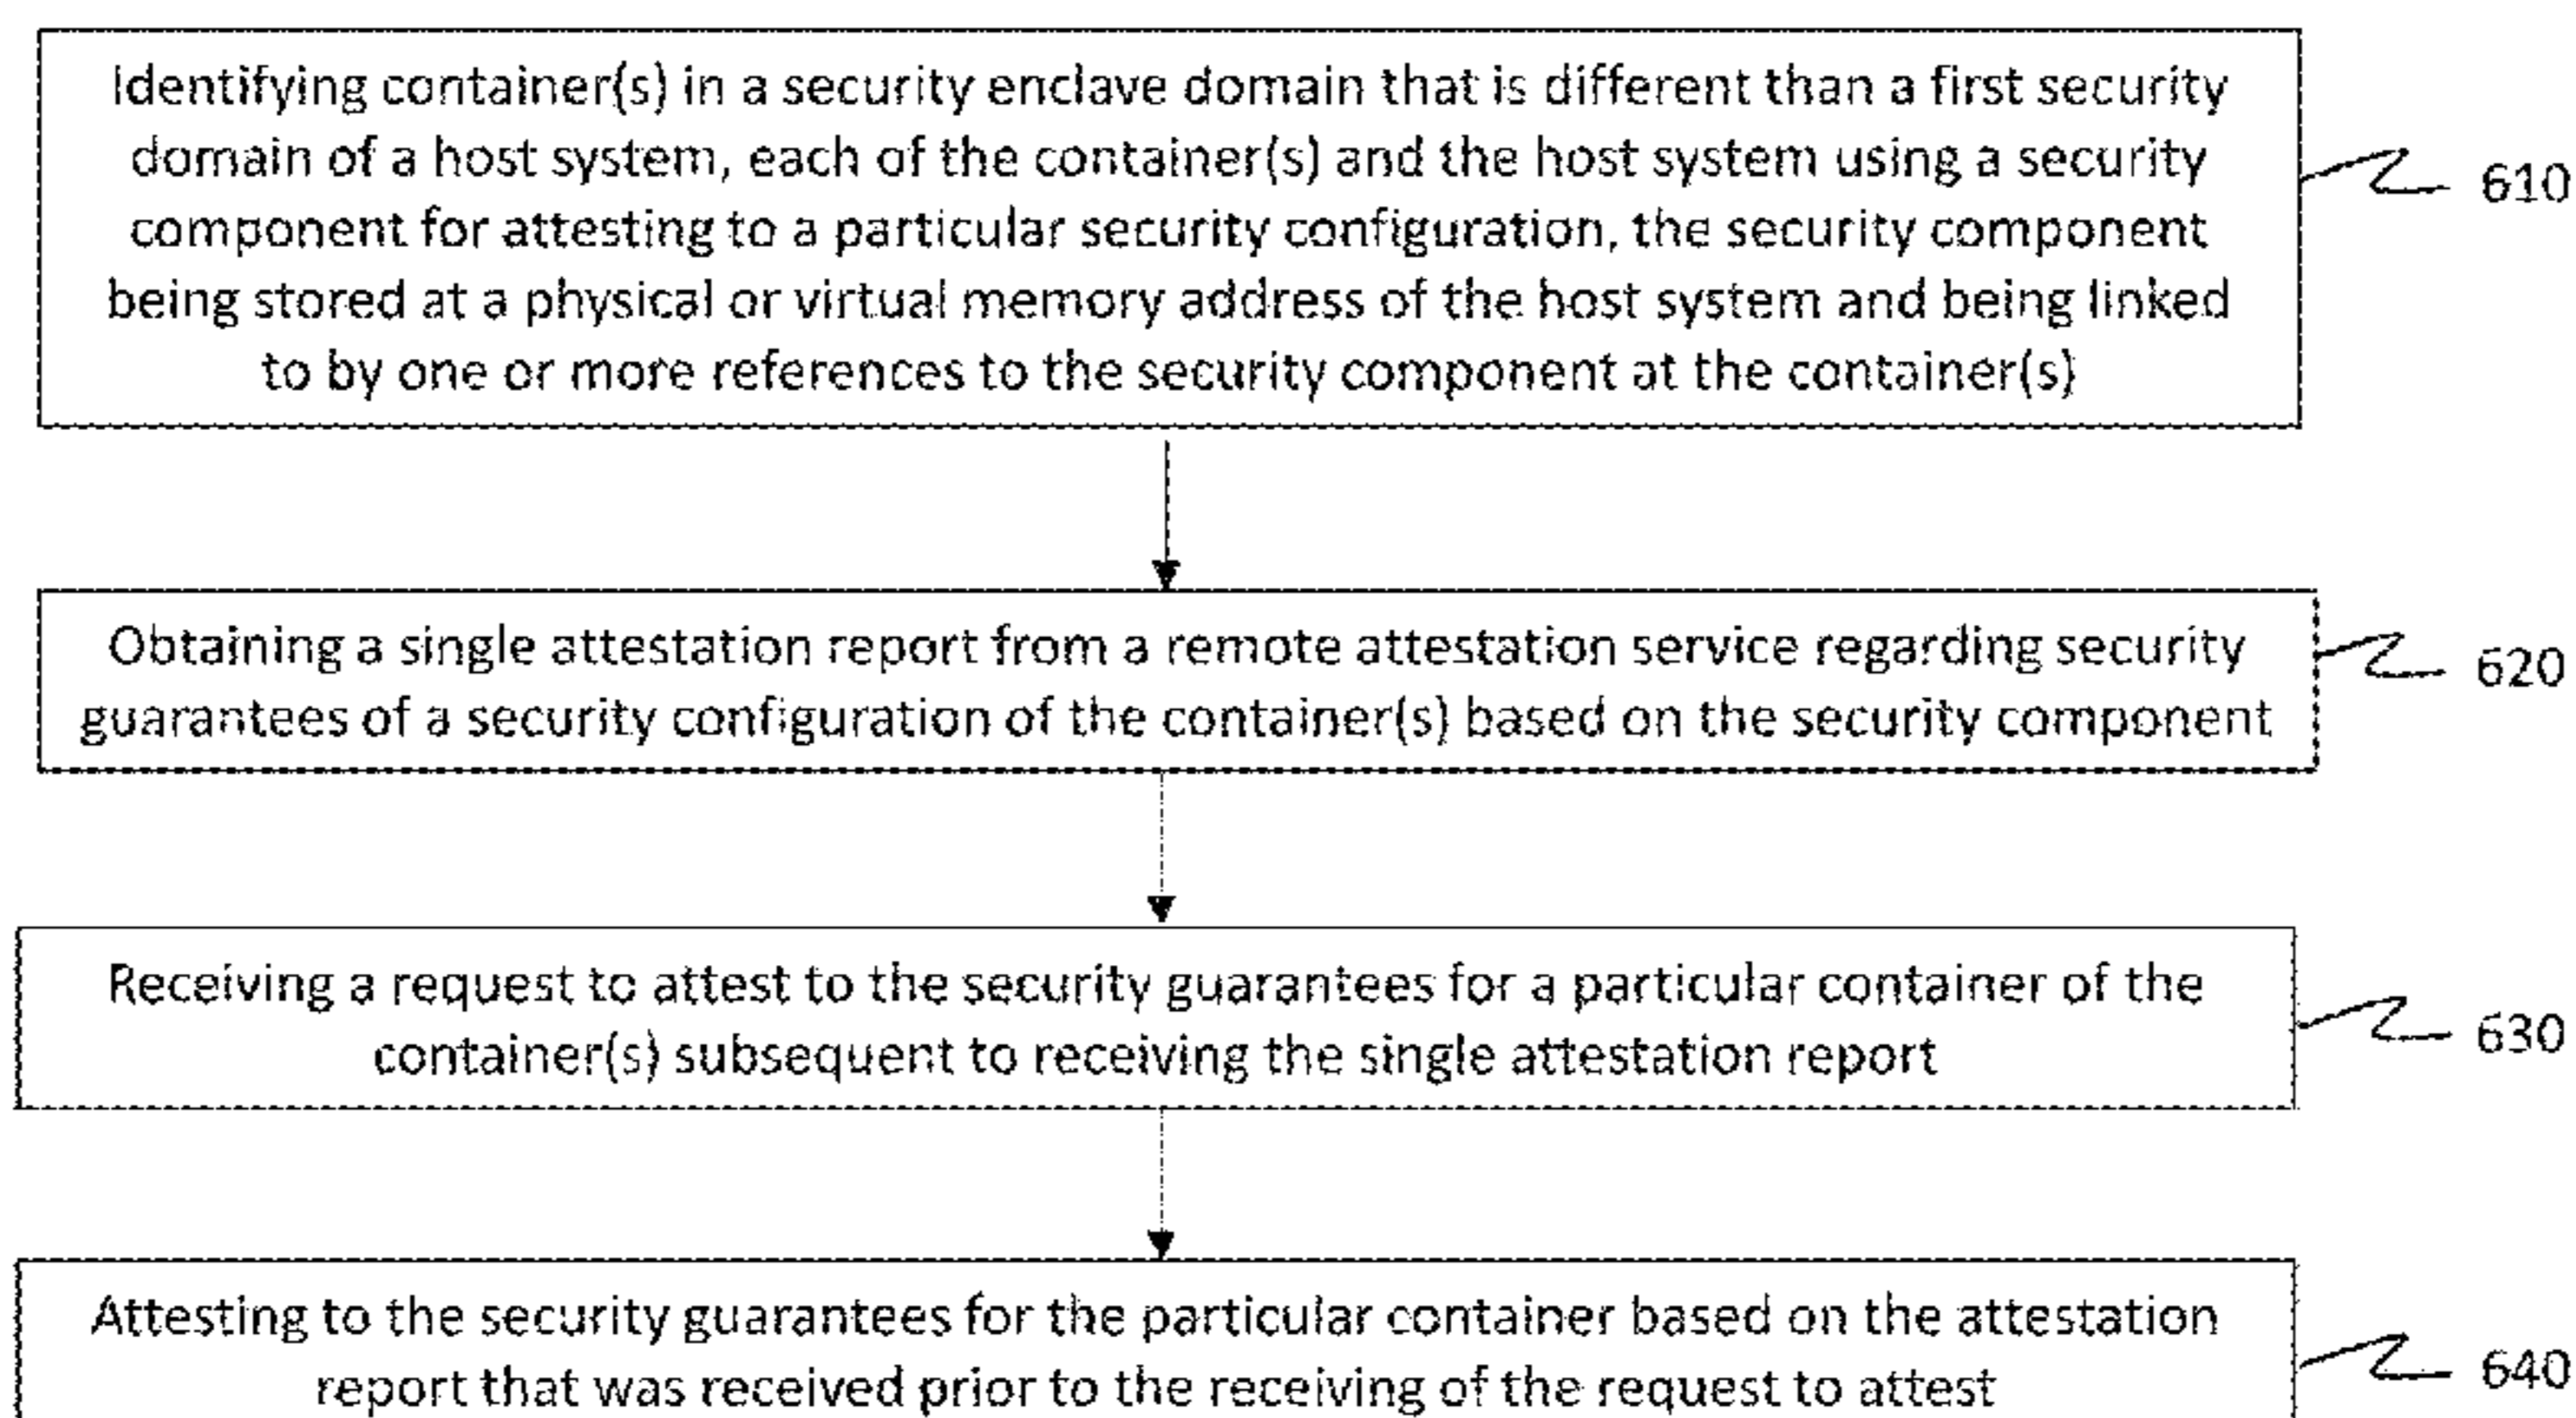 Identifying container(s) in a security enclave domain that is different than a first security
domain of a host system, each of the container(s) and the host system using a security
component for attesting to a particular security configuration, the security component
being stored at a physical or virtual memory address of the host system and being linked
to by one or more references to the security component at the container(s)
610
Obtaining a single attestation report from a remote attestation service regarding security
guarantees of a security configuration of the container(s) based on the security component
620
Receiving a request to attest to the security guarantees for a particular container of the
container(s) subsequent to receiving the single attestation report
630
Attesting to the security guarantees for the particular container based on the attestation
report that was received prior to the receiving of the request to attest
640